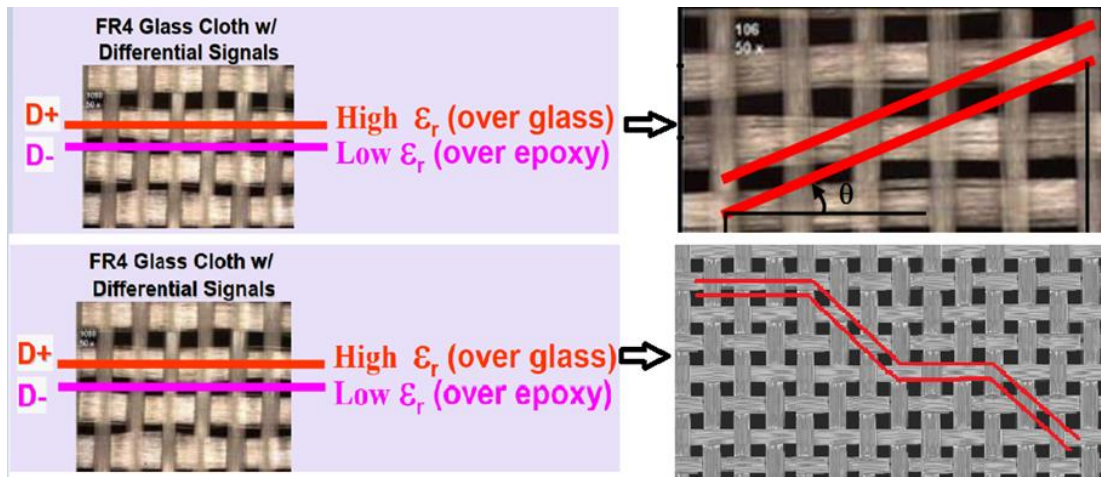 FR4 Glass Cloth w/
Differential Signals
D+
High εr (over glass)
D-
Low εr (over epoxy)
106
50 x
θ
FR4 Glass Cloth w/
Differential Signals
D+
High εr (over glass)
D-
Low εr (over epoxy)